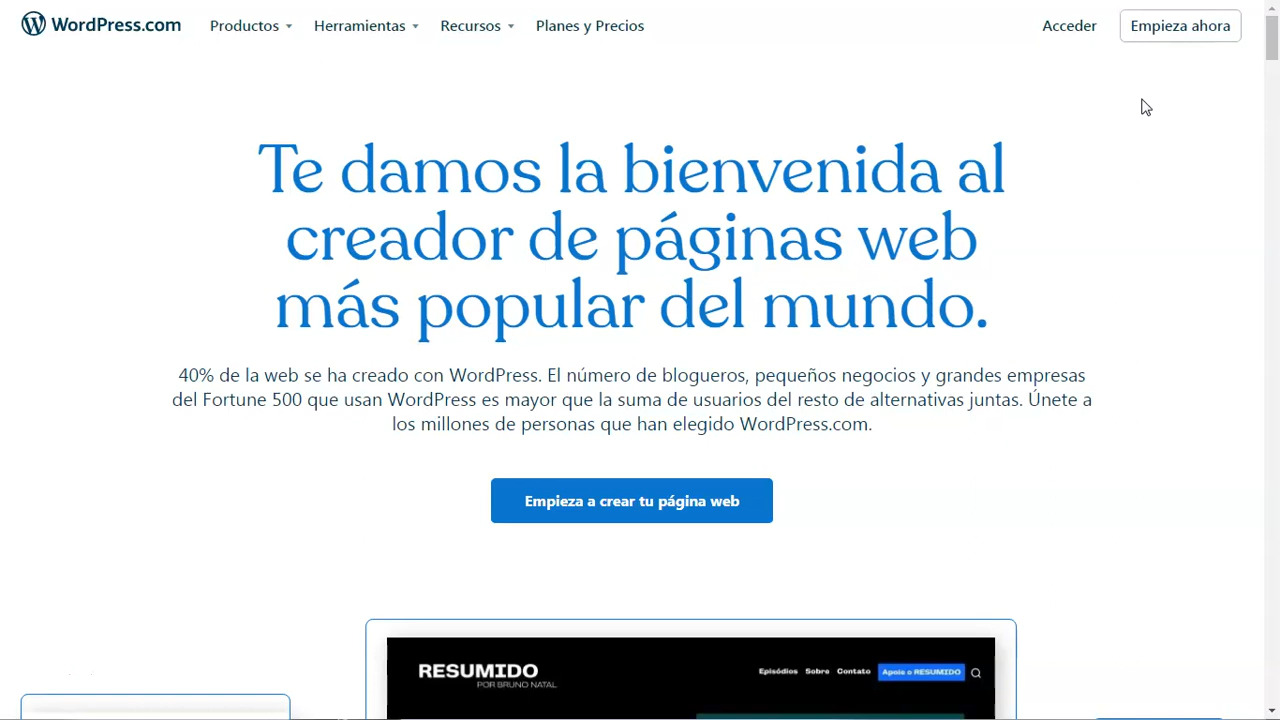 WordPress.com Productos Herramientas Recursos Planes y Precios Acceder Empieza ahora
Te damos la bienvenida al
creador de páginas web
más popular del mundo.
40% de la web se ha creado con WordPress. El número de blogueros, pequeños negocios y grandes empresas
del Fortune 500 que usan WordPress es mayor que la suma de usuarios del resto de alternativas juntas. Únete a
los millones de personas que han elegido WordPress.com.
Empieza a crear tu página web
RESUMIDO Episódios Sobre Contato Apoie o RESUMIDO
POR BRUNO NATAL